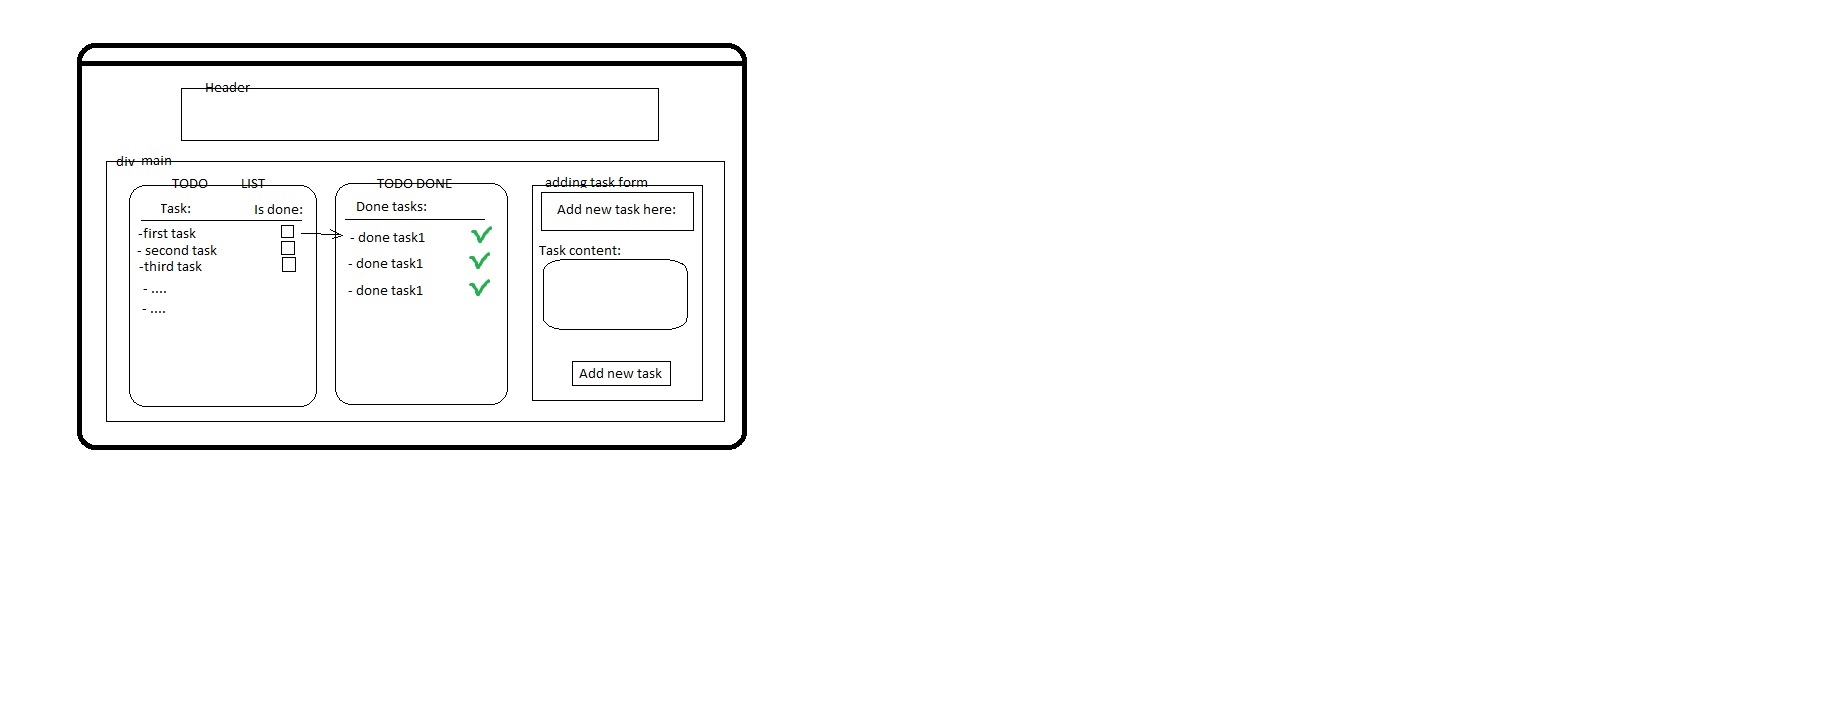 Header
div main
TODO LIST
Task: Is done:
-first task
- second task
-third task
- ....
- ....
TODO DONE
Done tasks:
- done task1
- done task1
- done task1
adding task form
Add new task here:
Task content:
Add new task